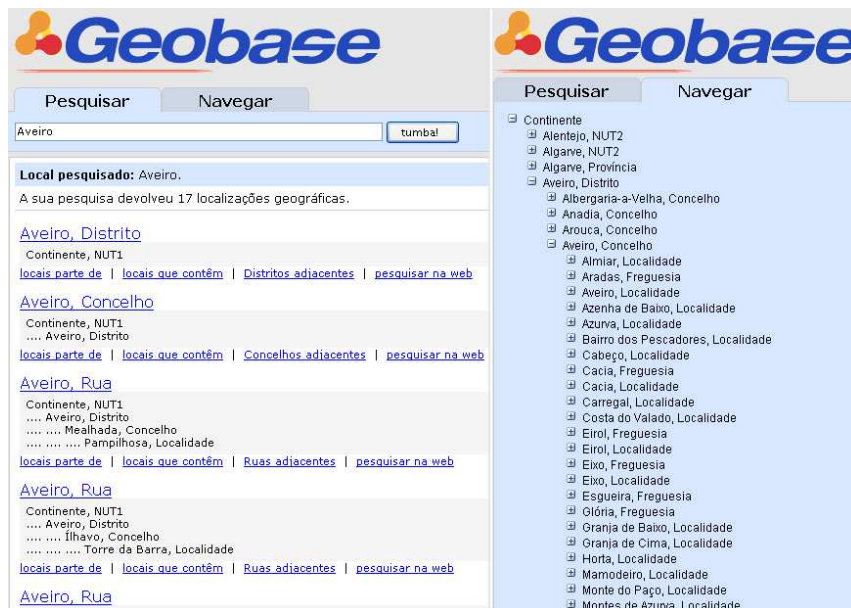 Geobase
Pesquisar Navegar
Aveiro tumba!
Local pesquisado: Aveiro.
A sua pesquisa devolveu 17 localizações geográficas.
Aveiro, Distrito
Continente, NUT1
locais parte de | locais que contêm | Distritos adjacentes | pesquisar na web
Aveiro, Concelho
Continente, NUT1
.... Aveiro, Distrito
locais parte de | locais que contêm | Concelhos adjacentes | pesquisar na web
Aveiro, Rua
Continente, NUT1
.... Aveiro, Distrito
.... .... Mealhada, Concelho
.... .... .... Pampilhosa, Localidade
locais parte de | locais que contêm | Ruas adjacentes | pesquisar na web
Aveiro, Rua
Continente, NUT1
.... Aveiro, Distrito
.... .... Ílhavo, Concelho
.... .... .... Torre da Barra, Localidade
locais parte de | locais que contêm | Ruas adjacentes | pesquisar na web
Aveiro, Rua
Geobase
Pesquisar Navegar
Continente
Alentejo, NUT2
Algarve, NUT2
Algarve, Província
Aveiro, Distrito
Albergaria-a-Velha, Concelho
Anadia, Concelho
Arouca, Concelho
Aveiro, Concelho
Almiar, Localidade
Aradas, Freguesia
Aveiro, Localidade
Azenha de Baixo, Localidade
Azurva, Localidade
Bairro dos Pescadores, Localidade
Cabeço, Localidade
Cacia, Freguesia
Cacia, Localidade
Carregal, Localidade
Costa do Valado, Localidade
Eirol, Freguesia
Eirol, Localidade
Eixo, Freguesia
Eixo, Localidade
Esgueira, Freguesia
Glória, Freguesia
Granja de Baixo, Localidade
Granja de Cima, Localidade
Horta, Localidade
Mamodeiro, Localidade
Monte do Paço, Localidade
Montes de Azurva, Localidade